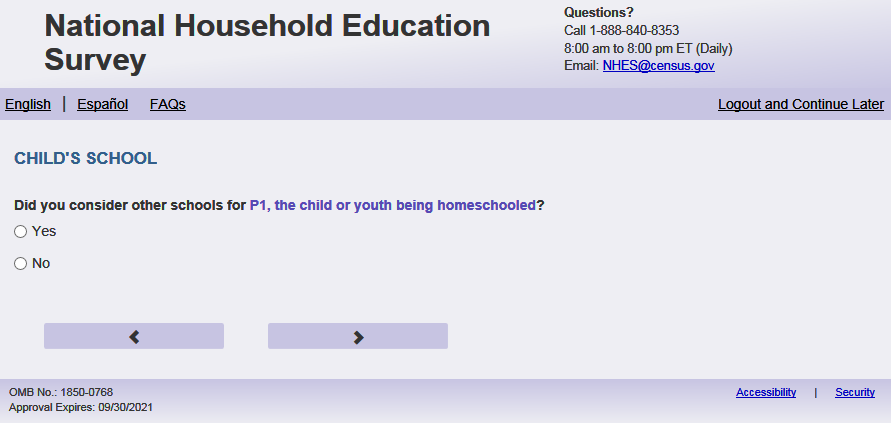 National Household Education
Survey
Questions?
Call 1-888-840-8353
8:00 am to 8:00 pm ET (Daily)
Email: NHES@census.gov
English | Español FAQs Logout and Continue Later
CHILD'S SCHOOL
Did you consider other schools for P1, the child or youth being homeschooled?
Yes
No
OMB No.: 1850-0768
Approval Expires: 09/30/2021
Accessibility | Security